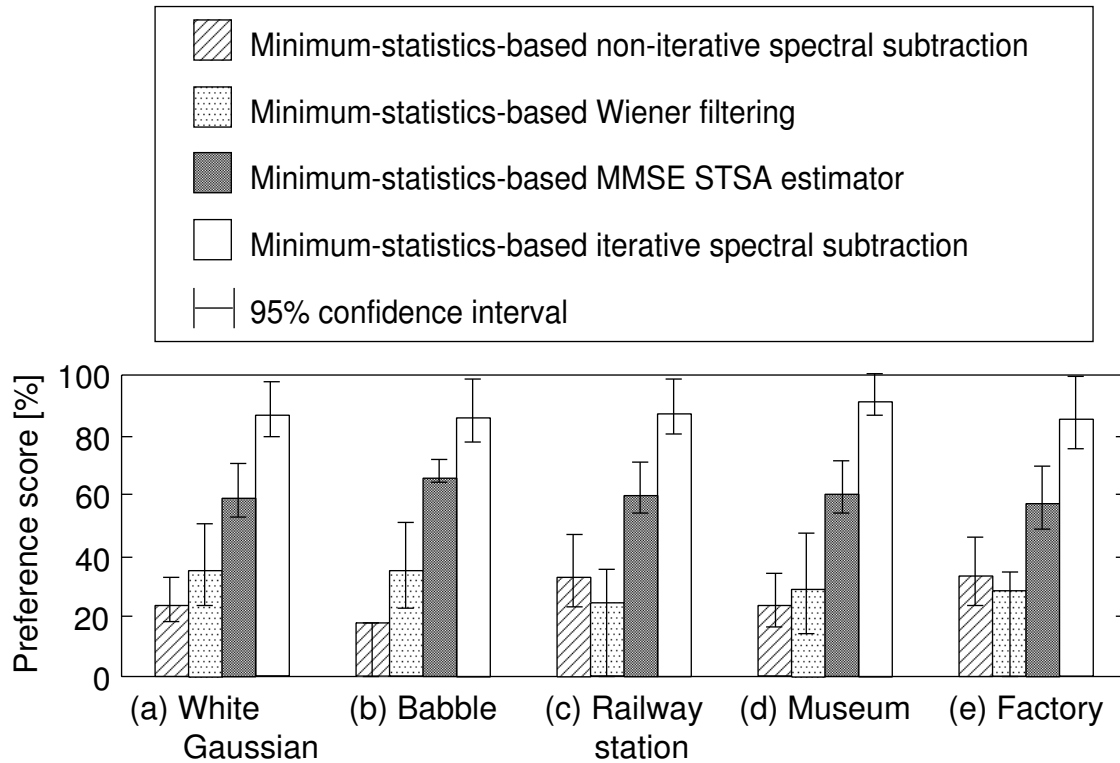 Minimum-statistics-based non-iterative spectral subtraction
Minimum-statistics-based Wiener filtering
Minimum-statistics-based MMSE STSA estimator
Minimum-statistics-based iterative spectral subtraction
95% confidence interval
Preference score [%]
100
80
60
40
20
0
(a) White Gaussian
(b) Babble
(c) Railway station
(d) Museum
(e) Factory